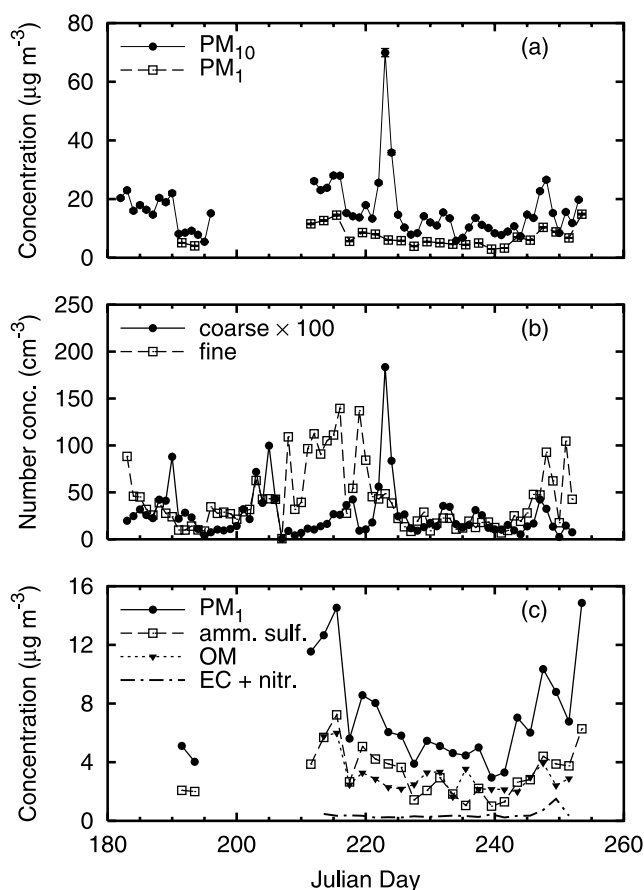 80
60
40
20
0
Concentration (μg m⁻³)
PM₁₀
PM₁
(a)
250
200
150
100
50
0
Number conc. (cm⁻³)
coarse × 100
fine
(b)
16
12
8
4
0
Concentration (μg m⁻³)
PM₁
amm. sulf.
OM
EC + nitr.
(c)
180 200 220 240 260
Julian Day